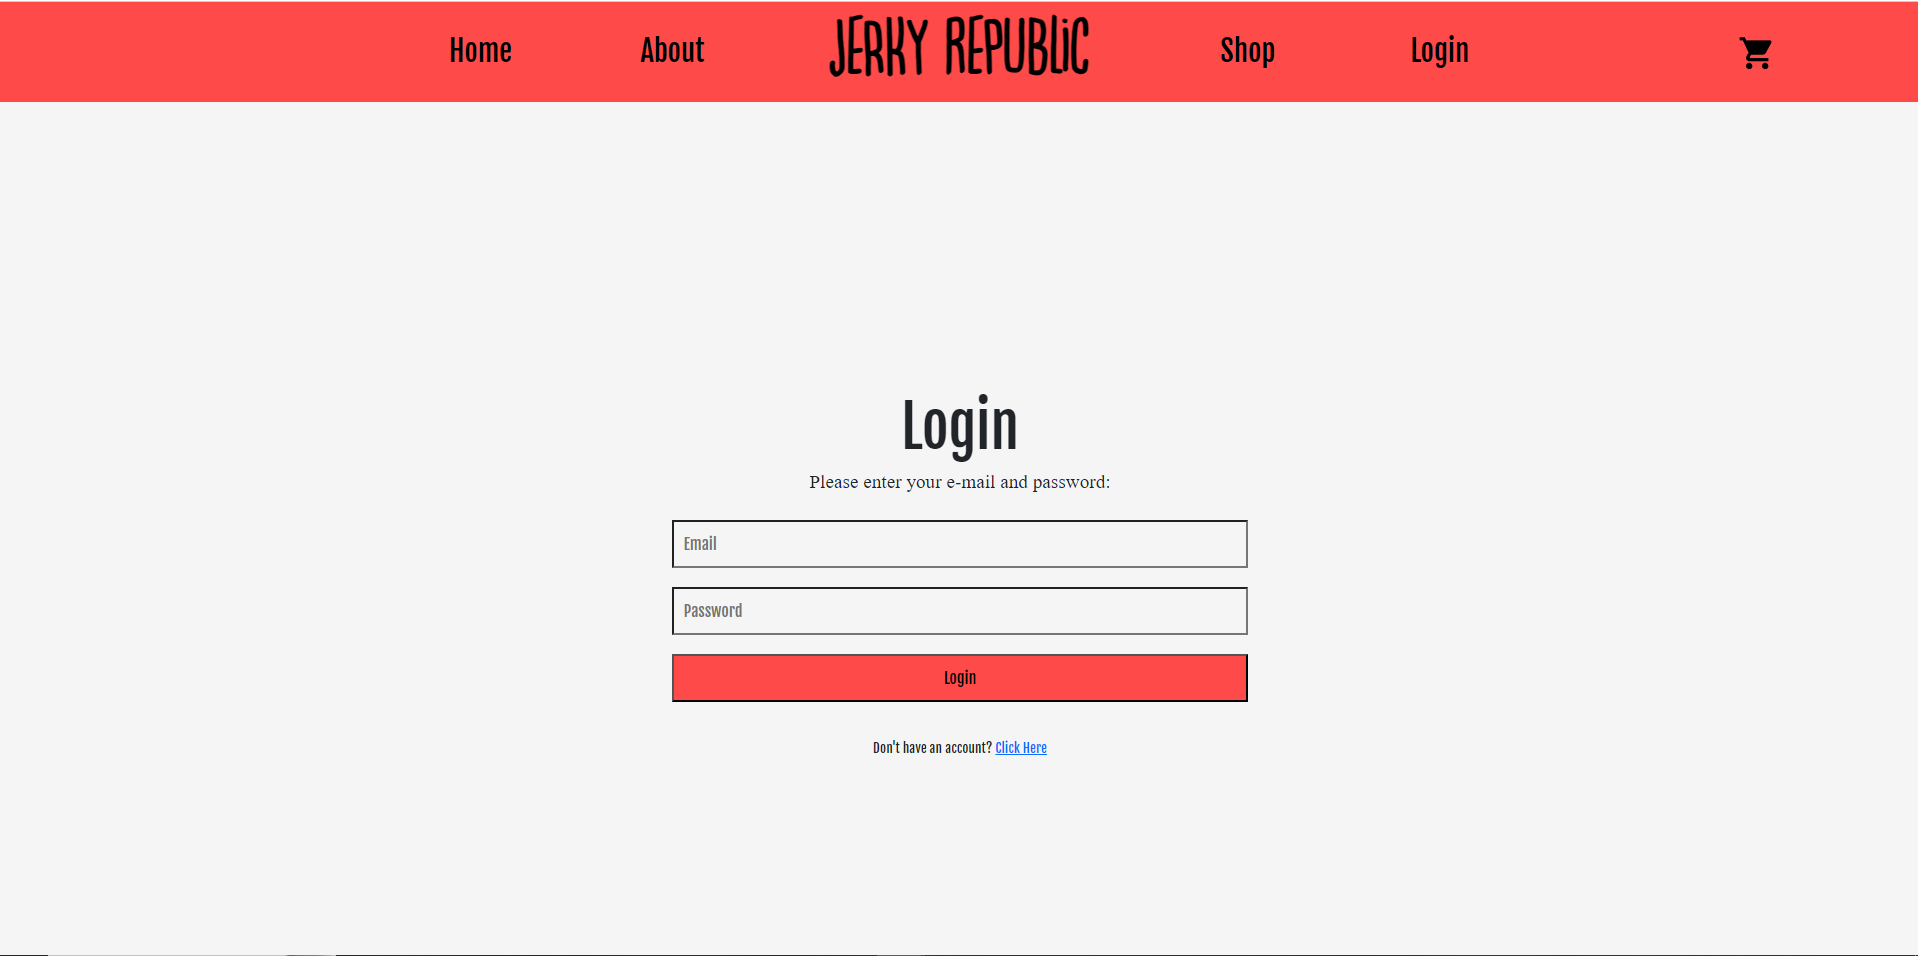 Home About JERKY REPUBLiC Shop Login
Login
Please enter your e-mail and password:
Email
Password
Login
Don't have an account? Click Here